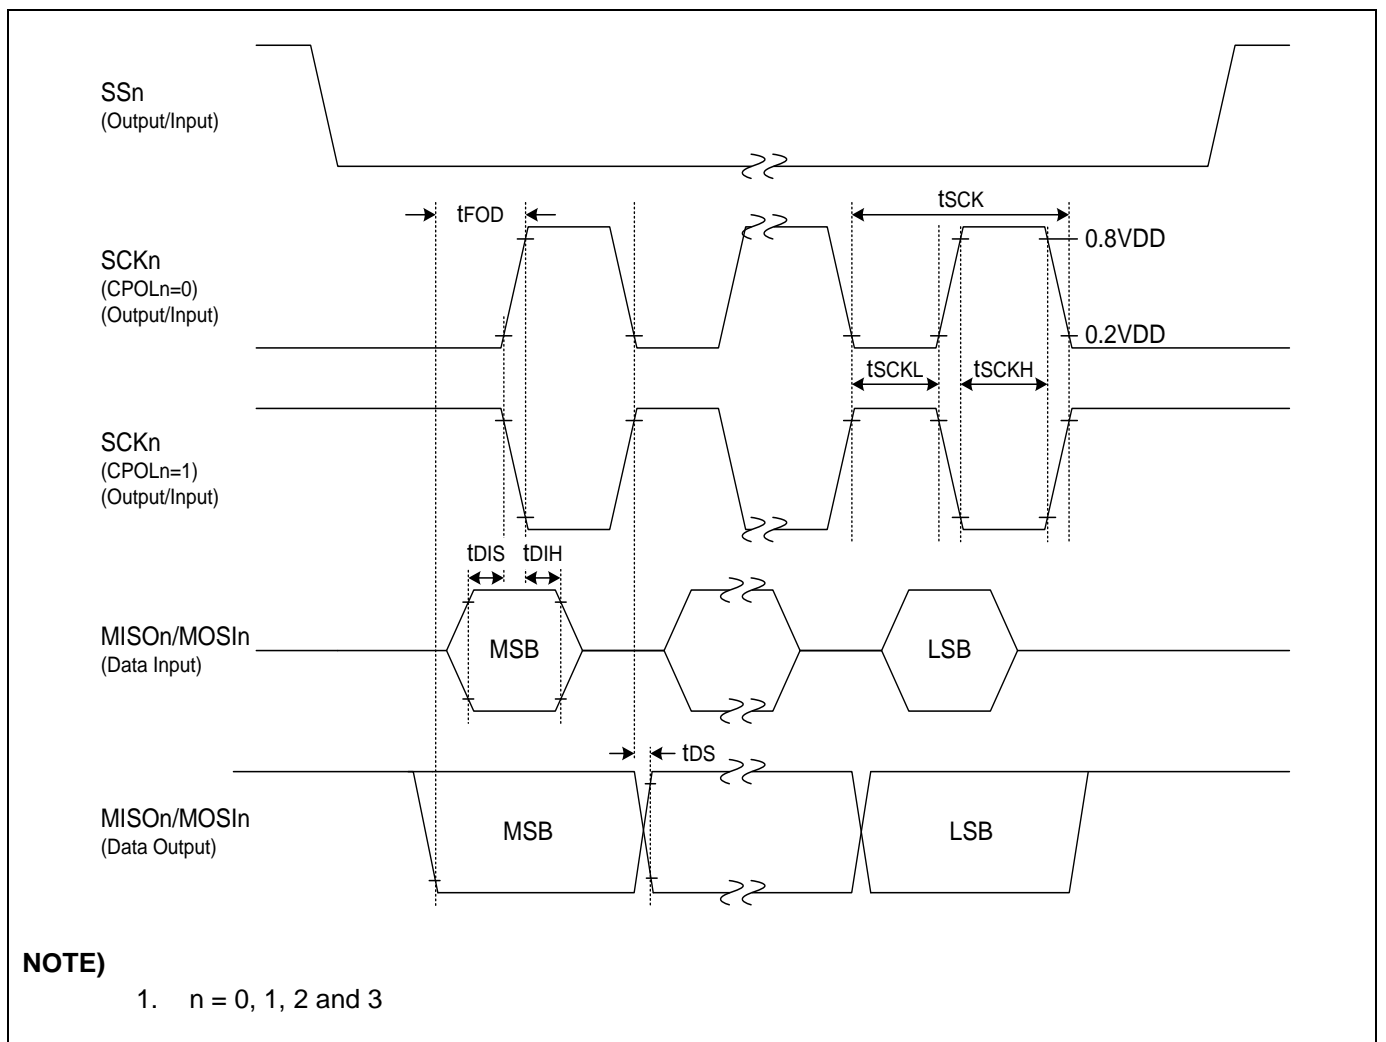 SSn
(Output/Input)
tFOD
tSCK
SCKn
(CPOLn=0)
(Output/Input)
0.8VDD
0.2VDD
tSCKL
tSCKH
SCKn
(CPOLn=1)
(Output/Input)
tDIS
tDIH
MISOn/MOSIn
(Data Input)
MSB
LSB
tDS
MISOn/MOSIn
(Data Output)
MSB
LSB
NOTE)
1. n = 0, 1, 2 and 3